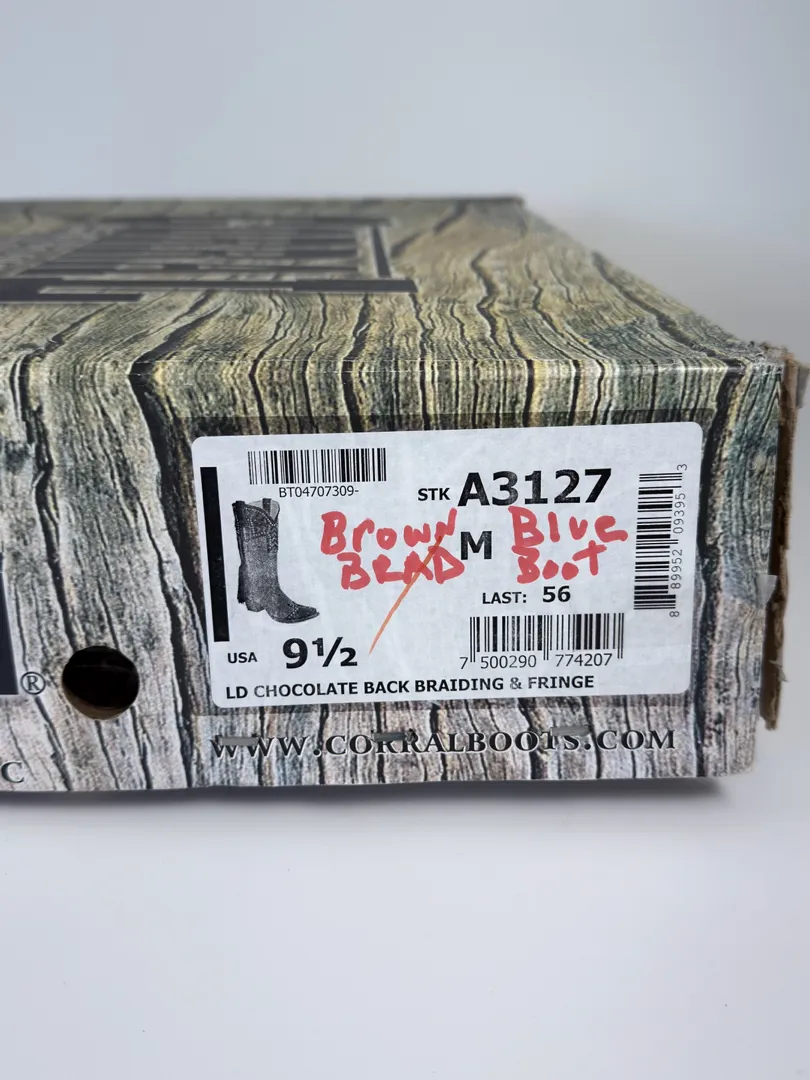 BT04707309-
STK A3127
Brown
BRAD
M
Blue
Boot
LAST: 56
USA 9½
7 500290 774207
8 89952 09395 3
LD CHOCOLATE BACK BRAIDING & FRINGE
®
WWW.CORRALBOOTS.COM
C